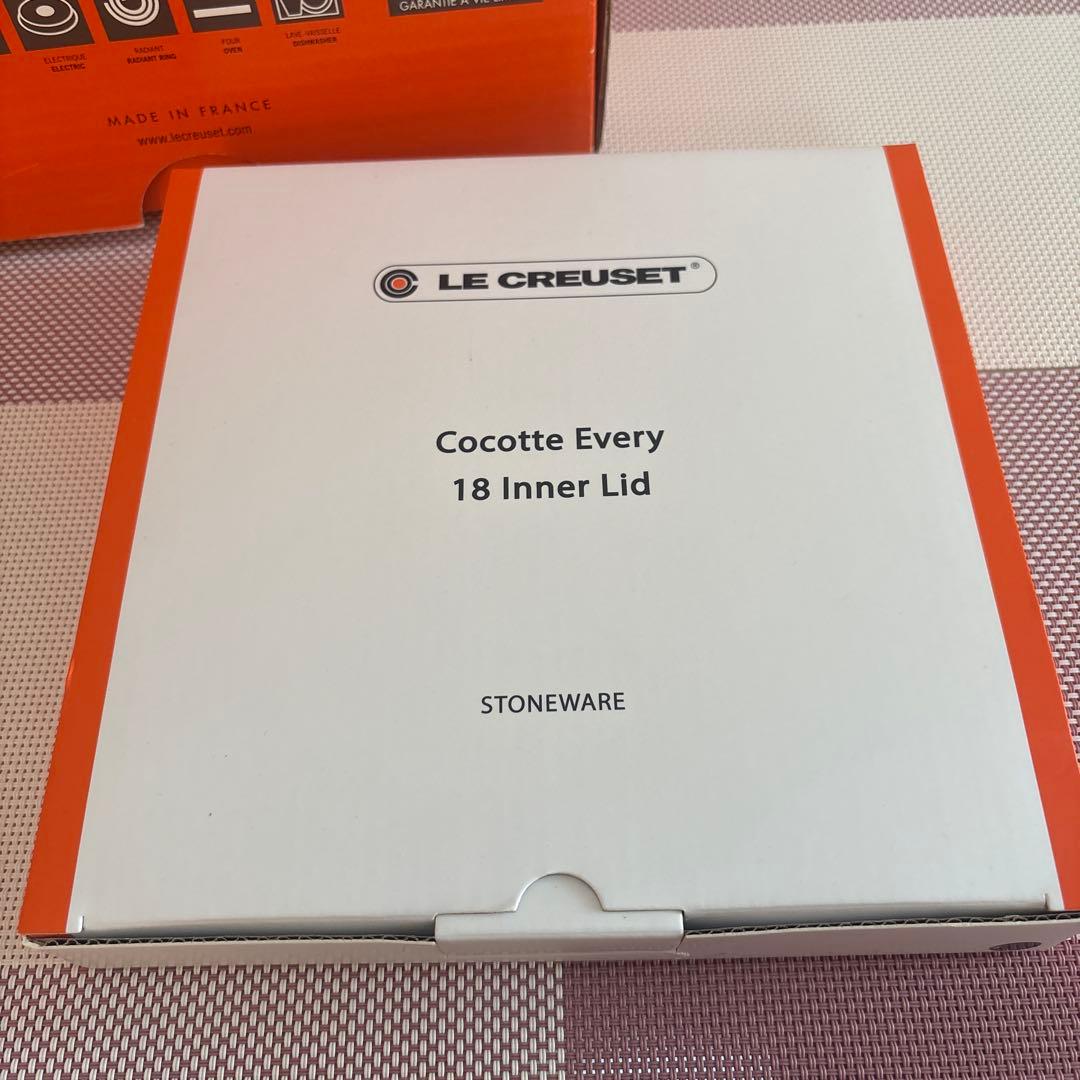 GARANTIE À VIE
ELECTRIQUE
ELECTRIC
RADIANT
RADIANT RING
FOUR
OVEN
LAVE-VAISSELLE
DISHWASHER
MADE IN FRANCE
www.lecreuset.com
LE CREUSET®
Cocotte Every
18 Inner Lid
STONEWARE